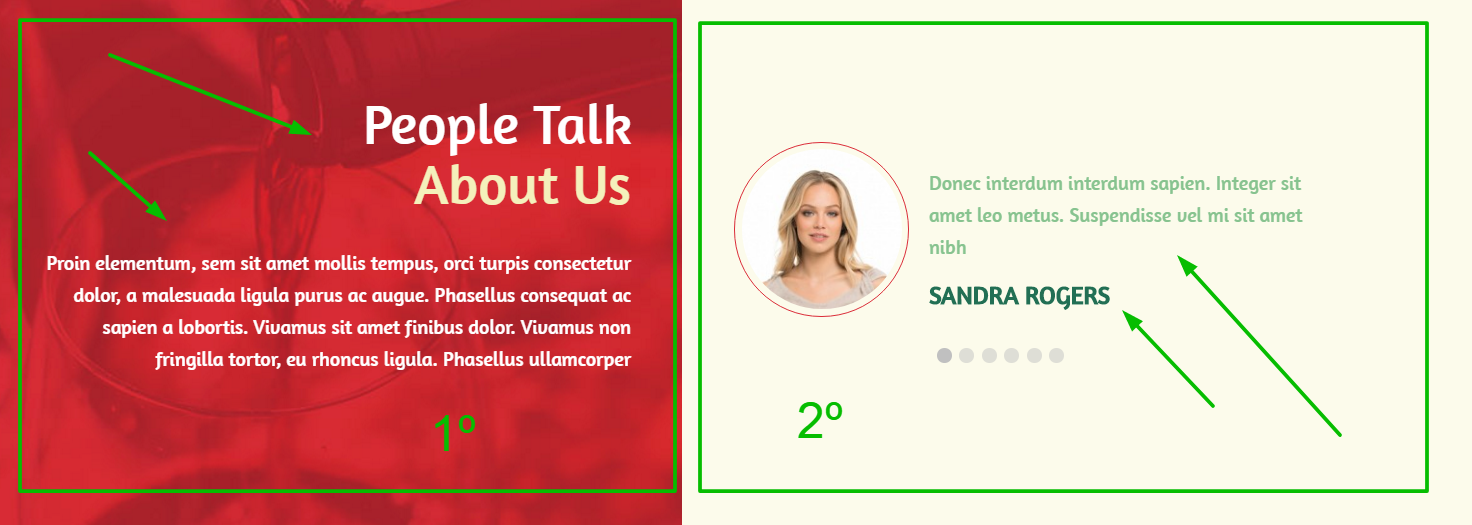 People Talk
About Us
Proin elementum, sem sit amet mollis tempus, orci turpis consectetur
dolor, a malesuada ligula purus ac augue. Phasellus consequat ac
sapien a lobortis. Vivamus sit amet finibus dolor. Vivamus non
fringilla tortor, eu rhoncus ligula. Phasellus ullamcorper
1º
Donec interdum interdum sapien. Integer sit
amet leo metus. Suspendisse vel mi sit amet
nibh
SANDRA ROGERS
2º